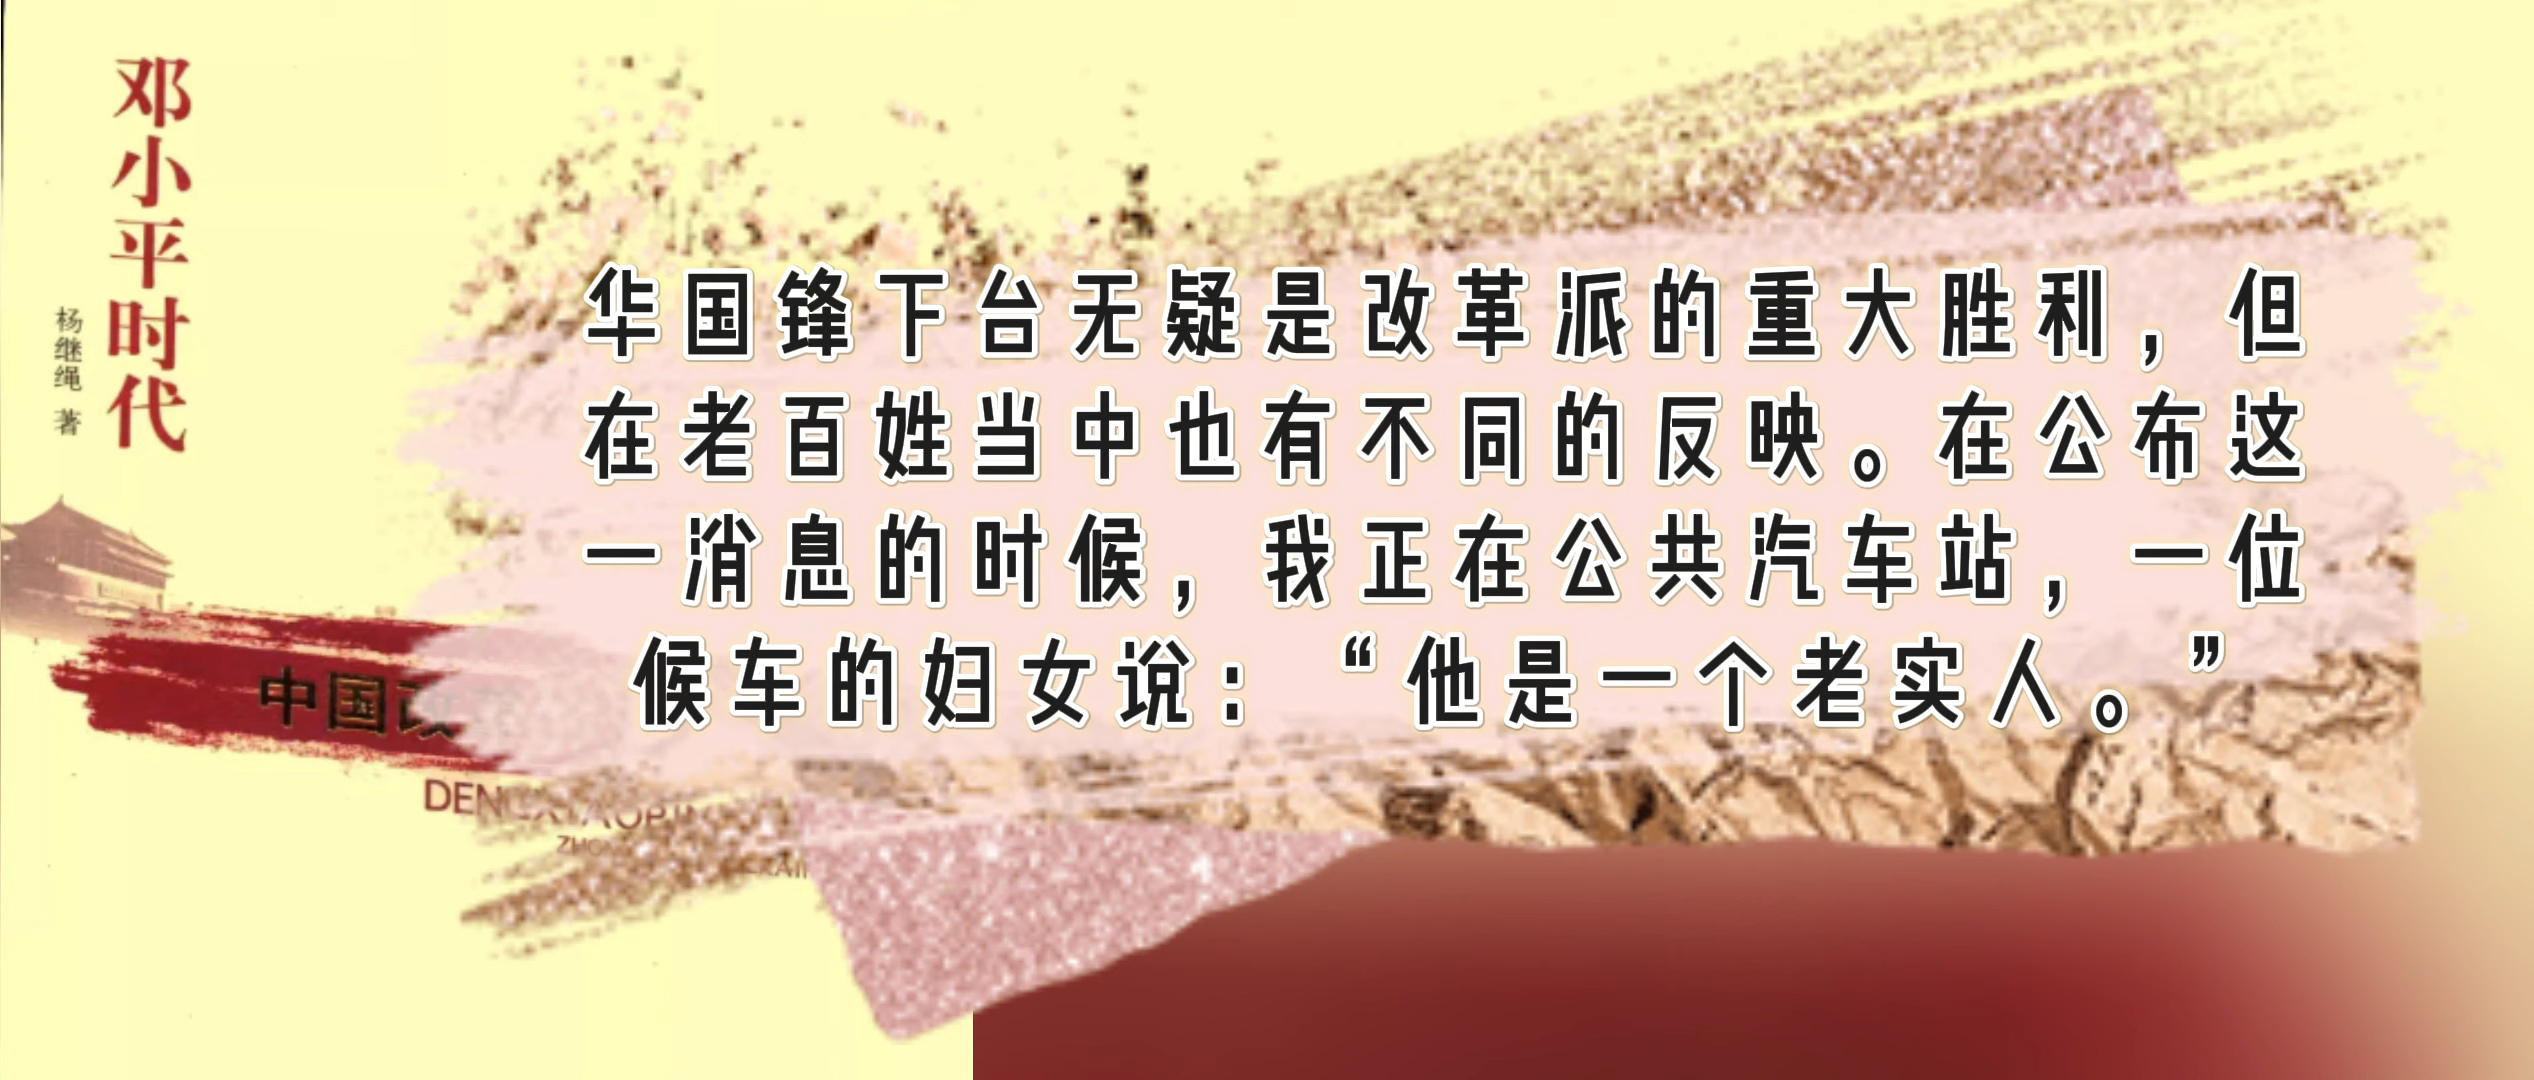 邓小平时代
杨继绳 著
华国锋下台无疑是改革派的重大胜利，但
在老百姓当中也有不同的反映。在公布这
一消息的时候，我正在公共汽车站，一位
候车的妇女说：“他是一个老实人。”
中国改